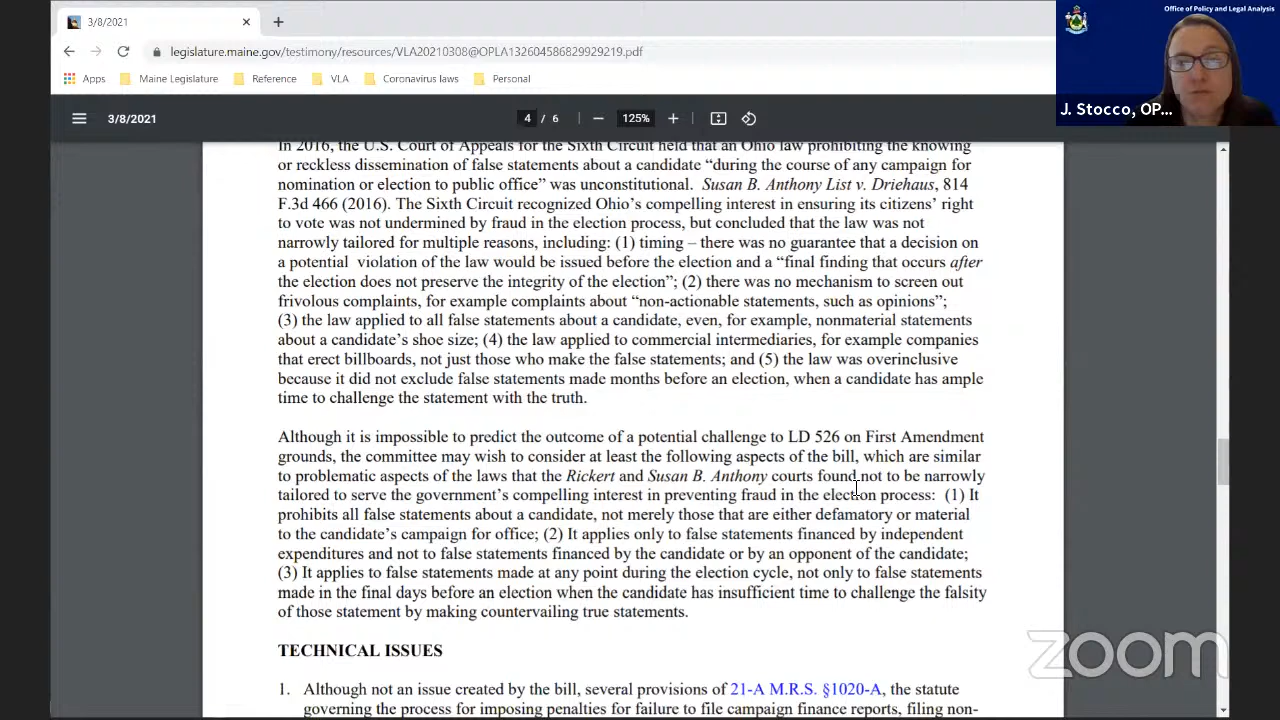 Office of Policy and Legal Analysis
3/8/2021
legislature.maine.gov/testimony/resources/VLA20210308@OPLA132604586829929219.pdf
Apps Maine Legislature Reference VLA Coronavirus laws Personal
J. Stocco, OP...
3/8/2021 4 / 6 125%
In 2016, the U.S. Court of Appeals for the Sixth Circuit held that an Ohio law prohibiting the knowing
or reckless dissemination of false statements about a candidate “during the course of any campaign for
nomination or election to public office” was unconstitutional. Susan B. Anthony List v. Driehaus, 814
F.3d 466 (2016). The Sixth Circuit recognized Ohio’s compelling interest in ensuring its citizens’ right
to vote was not undermined by fraud in the election process, but concluded that the law was not
narrowly tailored for multiple reasons, including: (1) timing – there was no guarantee that a decision on
a potential violation of the law would be issued before the election and a “final finding that occurs after
the election does not preserve the integrity of the election”; (2) there was no mechanism to screen out
frivolous complaints, for example complaints about “non-actionable statements, such as opinions”;
(3) the law applied to all false statements about a candidate, even, for example, nonmaterial statements
about a candidate’s shoe size; (4) the law applied to commercial intermediaries, for example companies
that erect billboards, not just those who make the false statements; and (5) the law was overinclusive
because it did not exclude false statements made months before an election, when a candidate has ample
time to challenge the statement with the truth.
Although it is impossible to predict the outcome of a potential challenge to LD 526 on First Amendment
grounds, the committee may wish to consider at least the following aspects of the bill, which are similar
to problematic aspects of the laws that the Rickert and Susan B. Anthony courts found not to be narrowly
tailored to serve the government’s compelling interest in preventing fraud in the election process: (1) It
prohibits all false statements about a candidate, not merely those that are either defamatory or material
to the candidate’s campaign for office; (2) It applies only to false statements financed by independent
expenditures and not to false statements financed by the candidate or by an opponent of the candidate;
(3) It applies to false statements made at any point during the election cycle, not only to false statements
made in the final days before an election when the candidate has insufficient time to challenge the falsity
of those statement by making countervailing true statements.
TECHNICAL ISSUES
1. Although not an issue created by the bill, several provisions of 21-A M.R.S. §1020-A, the statute
governing the process for imposing penalties for failure to file campaign finance reports, filing non-
zoom